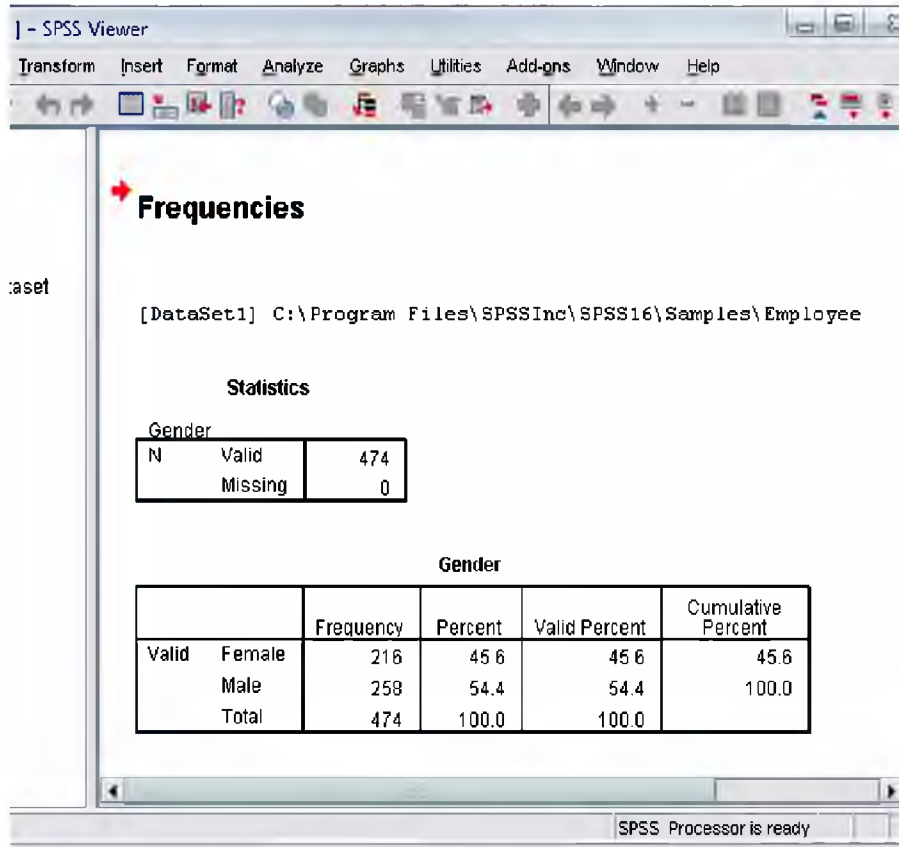 ] - SPSS Viewer
Transform Insert Format Analyze Graphs Utilities Add-ons Window Help
Frequencies
taset
[DataSet1] C:\Program Files\SPSSInc\SPSS16\Samples\Employee
Statistics
Gender
N Valid 474
Missing 0
Gender
Frequency Percent Valid Percent Cumulative Percent
Valid Female 216 45.6 45.6 45.6
Male 258 54.4 54.4 100.0
Total 474 100.0 100.0
SPSS Processor is ready